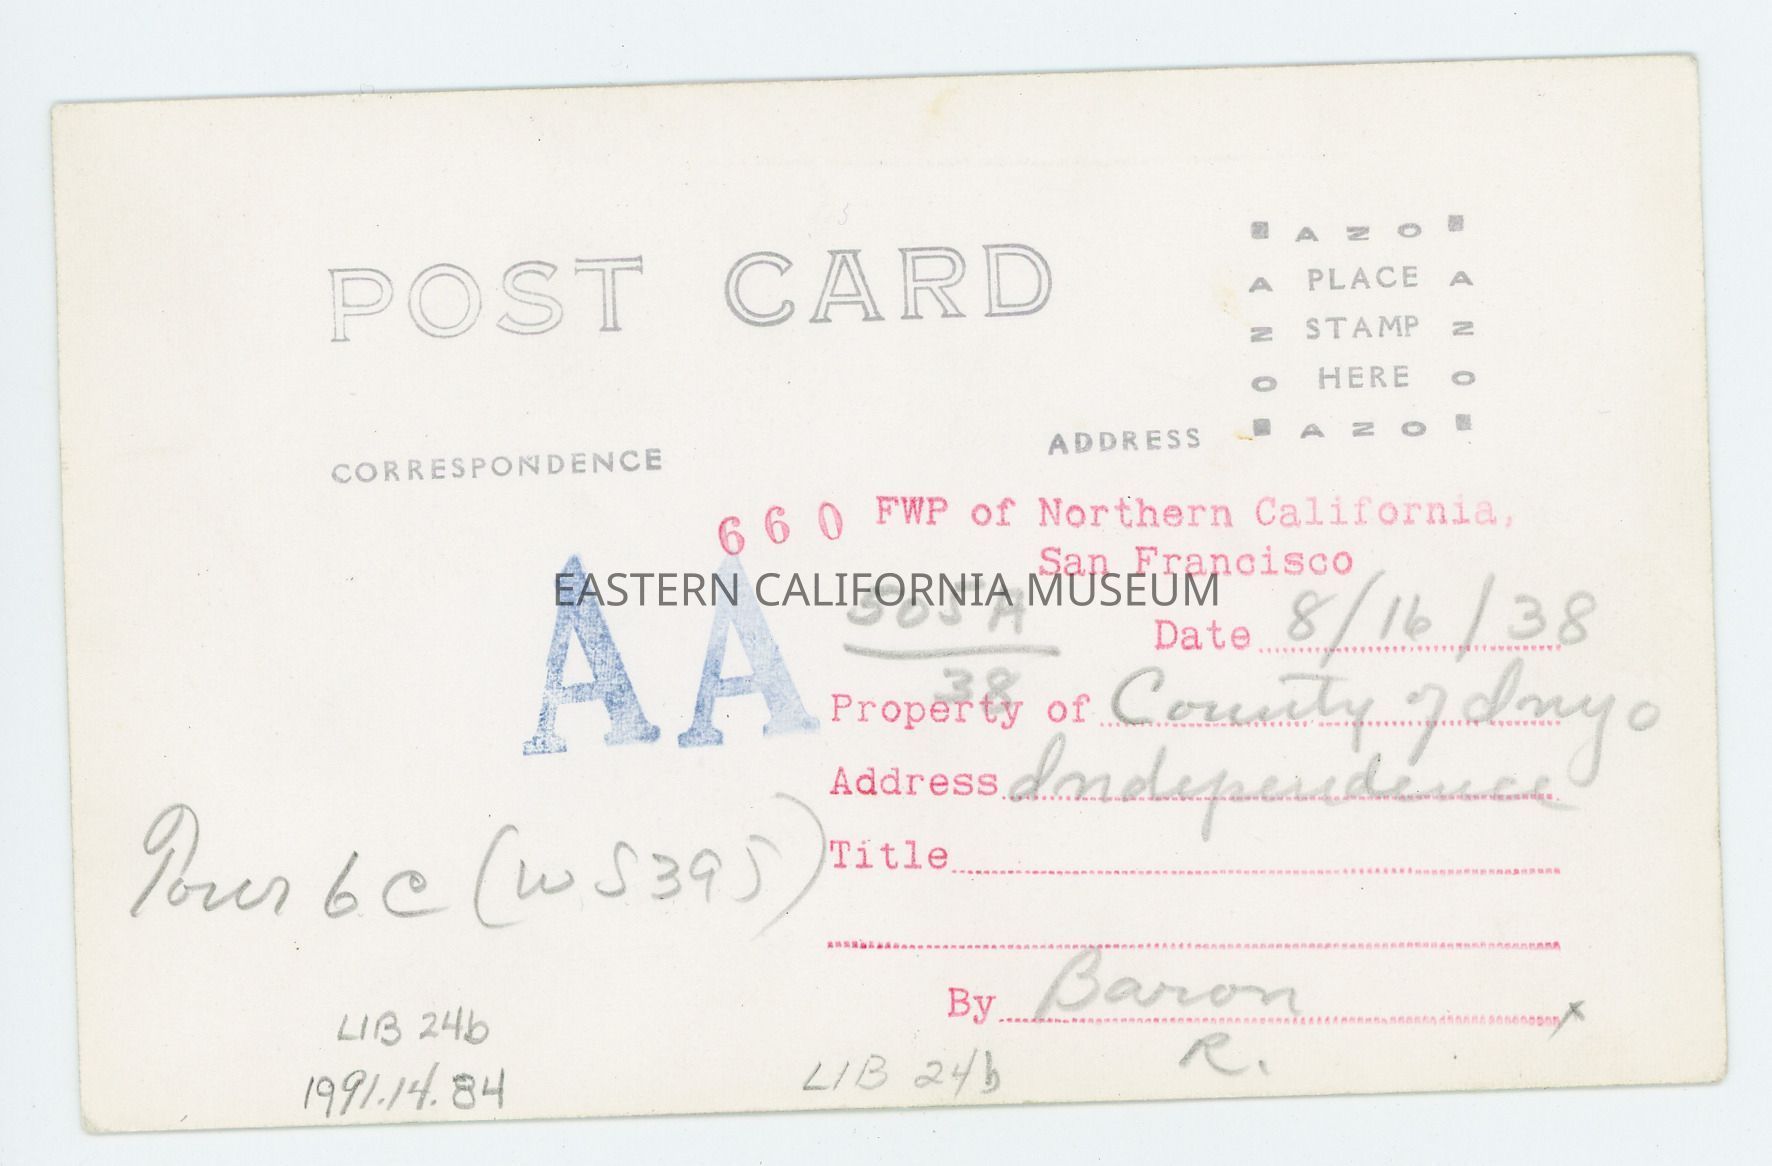 POST CARD
AZO
A PLACE A
Z STAMP Z
O HERE O
AZO
CORRESPONDENCE
ADDRESS
660 FWP of Northern California,
San Francisco
EASTERN CALIFORNIA MUSEUM
AA
505A
38
Date 8/16/38
Property of County of Inyo
Address Independence
Title
Tour 6 C (US395)
By Baron x
R.
LIB 24b
1991.14.84
LIB 24b